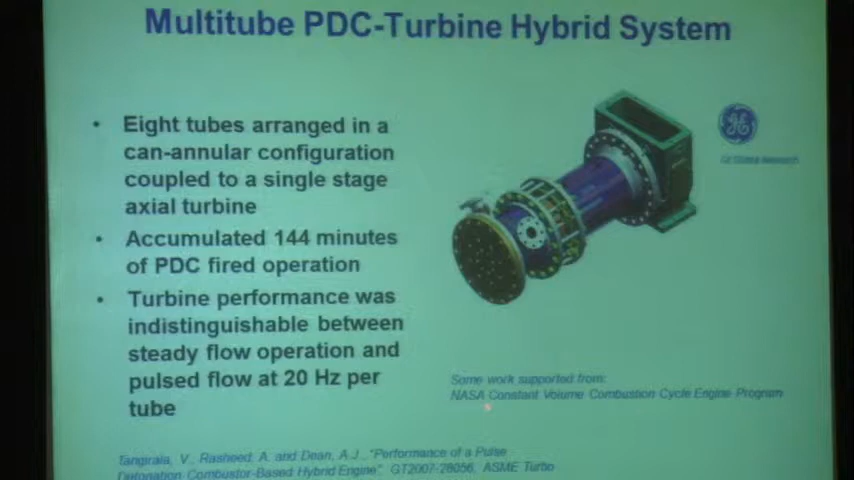 Multitube PDC-Turbine Hybrid System
• Eight tubes arranged in a
can-annular configuration
coupled to a single stage
axial turbine
• Accumulated 144 minutes
of PDC fired operation
• Turbine performance was
indistinguishable between
steady flow operation and
pulsed flow at 20 Hz per
tube
GE Global Research
Some work supported from:
NASA Constant Volume Combustion Cycle Engine Program
Tangirala, V., Rasheed, A. and Dean, A.J., "Performance of a Pulse
Detonation Combustor-Based Hybrid Engine", GT2007-28056, ASME Turbo